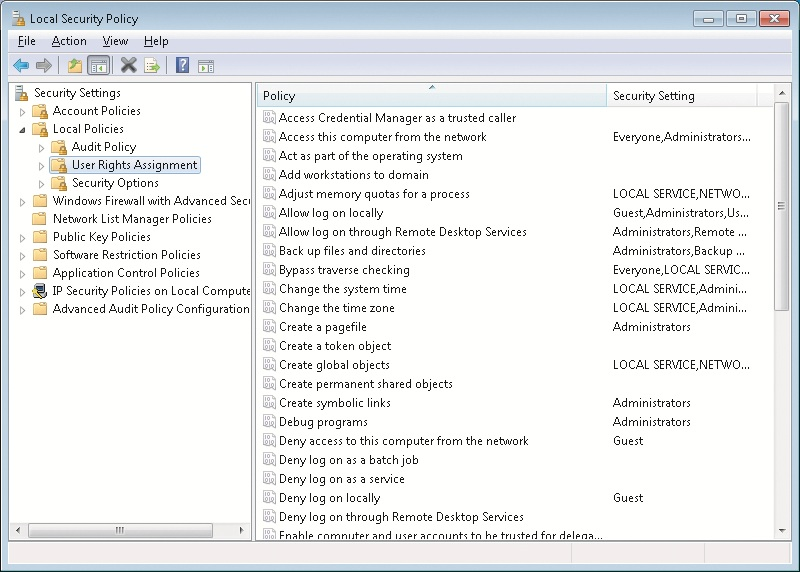 Local Security Policy
File Action View Help
Security Settings
Account Policies
Local Policies
Audit Policy
User Rights Assignment
Security Options
Windows Firewall with Advanced Secu
Network List Manager Policies
Public Key Policies
Software Restriction Policies
Application Control Policies
IP Security Policies on Local Compute
Advanced Audit Policy Configuration
Policy Security Setting
Access Credential Manager as a trusted caller
Access this computer from the network Everyone,Administrators...
Act as part of the operating system
Add workstations to domain
Adjust memory quotas for a process LOCAL SERVICE,NETWO...
Allow log on locally Guest,Administrators,Us...
Allow log on through Remote Desktop Services Administrators,Remote ...
Back up files and directories Administrators,Backup ...
Bypass traverse checking Everyone,LOCAL SERVIC...
Change the system time LOCAL SERVICE,Admini...
Change the time zone LOCAL SERVICE,Admini...
Create a pagefile Administrators
Create a token object
Create global objects LOCAL SERVICE,NETWO...
Create permanent shared objects
Create symbolic links Administrators
Debug programs Administrators
Deny access to this computer from the network Guest
Deny log on as a batch job
Deny log on as a service
Deny log on locally Guest
Deny log on through Remote Desktop Services
Enable computer and user accounts to be trusted for delega...